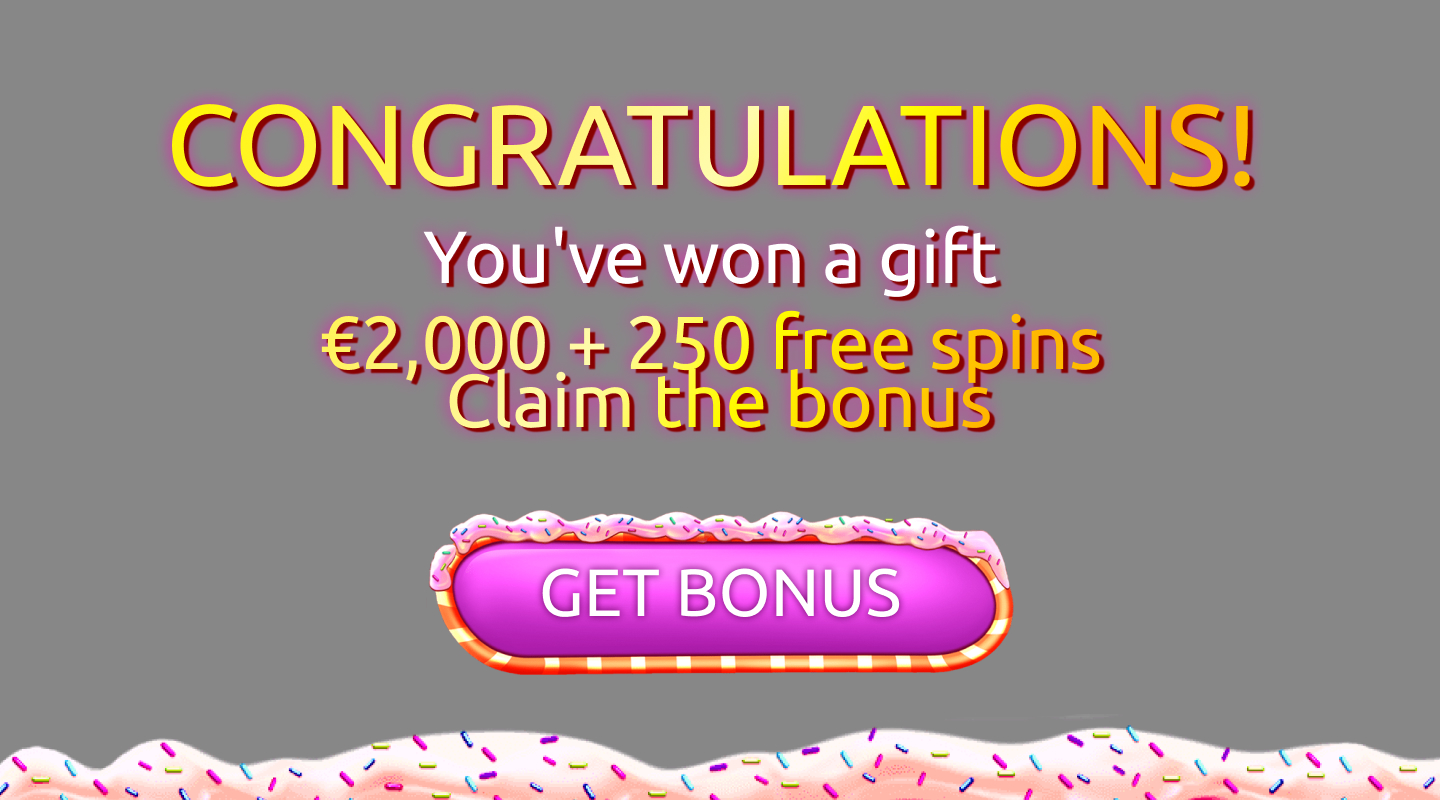 CONGRATULATIONS!
You've won a gift
€2,000 + 250 free spins
Claim the bonus
GET BONUS